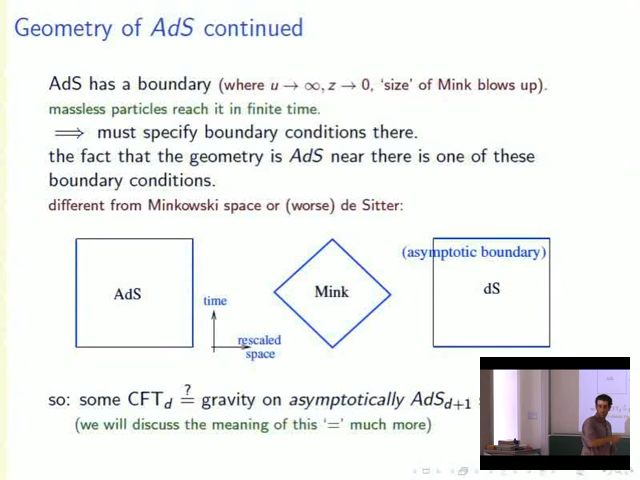 Geometry of AdS continued
AdS has a boundary (where u → ∞, z → 0, ‘size’ of Mink blows up).
massless particles reach it in finite time.
⟹ must specify boundary conditions there.
the fact that the geometry is AdS near there is one of these
boundary conditions.
different from Minkowski space or (worse) de Sitter:
(asymptotic boundary)
AdS
Mink
dS
time
rescaled
space
so: some CFT_d ?= gravity on asymptotically AdS_{d+1}
(we will discuss the meaning of this ‘=’ much more)